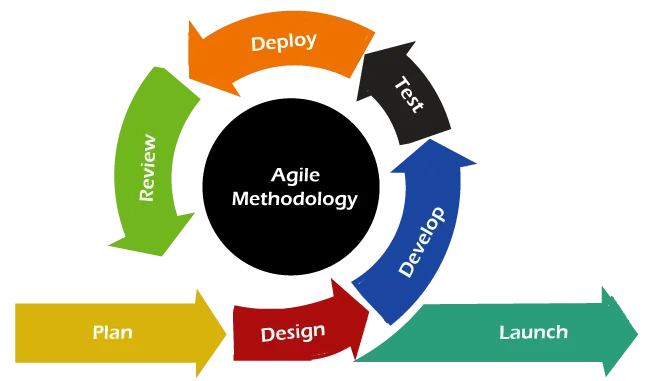 Deploy
Test
Review
Agile
Methodology
Develop
Plan
Design
Launch